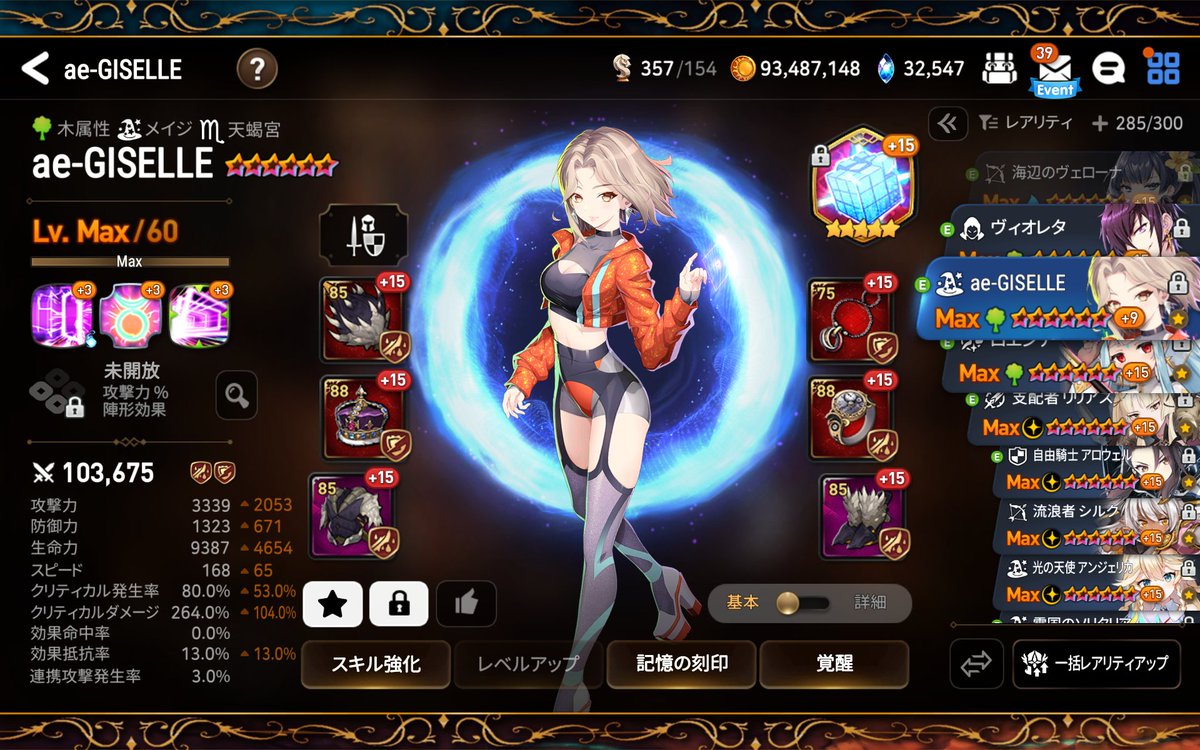 ae-GISELLE
?
357/154
93,487,148
32,547
39
Event
木属性 メイジ 天蝎宮
ae-GISELLE
Lv. Max/60
Max
+3
+3
+3
未開放
攻撃力 %
陣形効果
103,675
攻撃力 3339 2053
防御力 1323 671
生命力 9387 4654
スピード 168 65
クリティカル発生率 80.0% 53.0%
クリティカルダメージ 264.0% 104.0%
効果命中率 0.0%
効果抵抗率 13.0% 13.0%
連携攻撃発生率 3.0%
85 +15
88 +15
85 +15
+15
75 +15
88 +15
85 +15
基本 詳細
スキル強化
レベルアップ
記憶の刻印
覚醒
レアリティ
285/300
E 海辺のヴェローナ
Max
E ヴィオレタ
E ae-GISELLE
Max +9
E
Max +15
E 支配者 リリアス
Max +15
E 自由騎士 アロウェル
Max +15
流浪者 シルク
Max +15
光の天使 アンジェリカ
Max +15
一括レアリティアップ